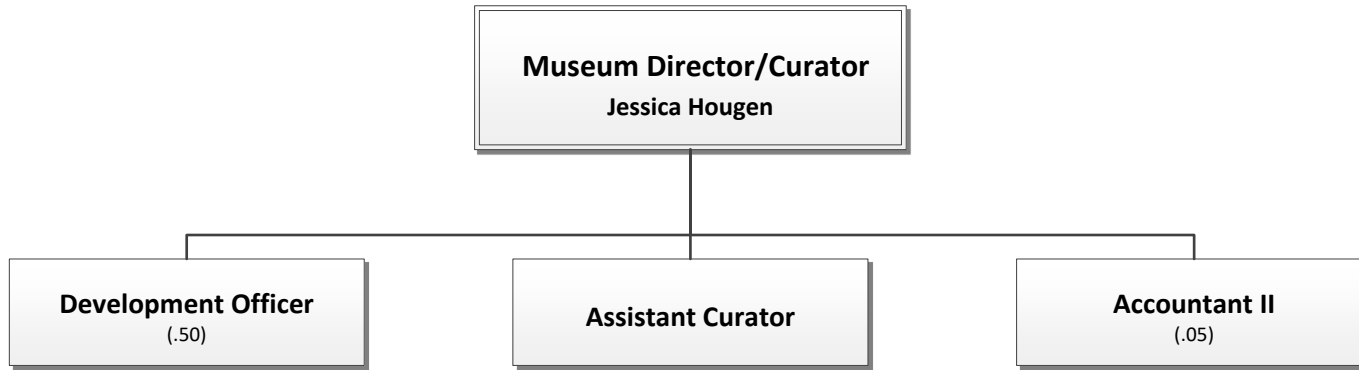 Museum Director/Curator
Jessica Hougen
Development Officer
(.50)
Assistant Curator
Accountant II
(.05)